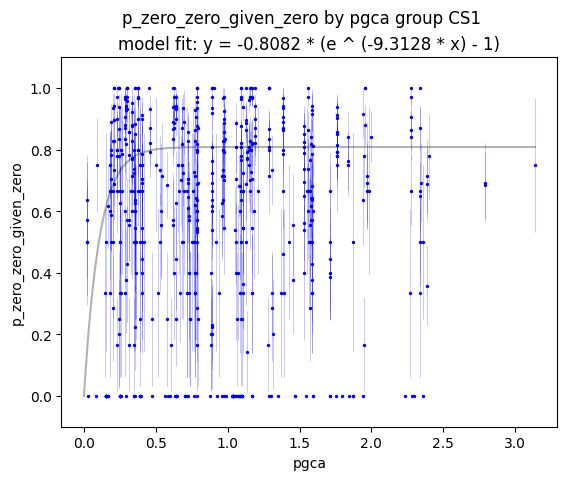 p_zero_zero_given_zero by pgca group CS1
model fit: y = -0.8082 * (e ^ (-9.3128 * x) - 1)
1.0
0.8
0.6
0.4
0.2
0.0
p_zero_zero_given_zero
0.0 0.5 1.0 1.5 2.0 2.5 3.0
pgca